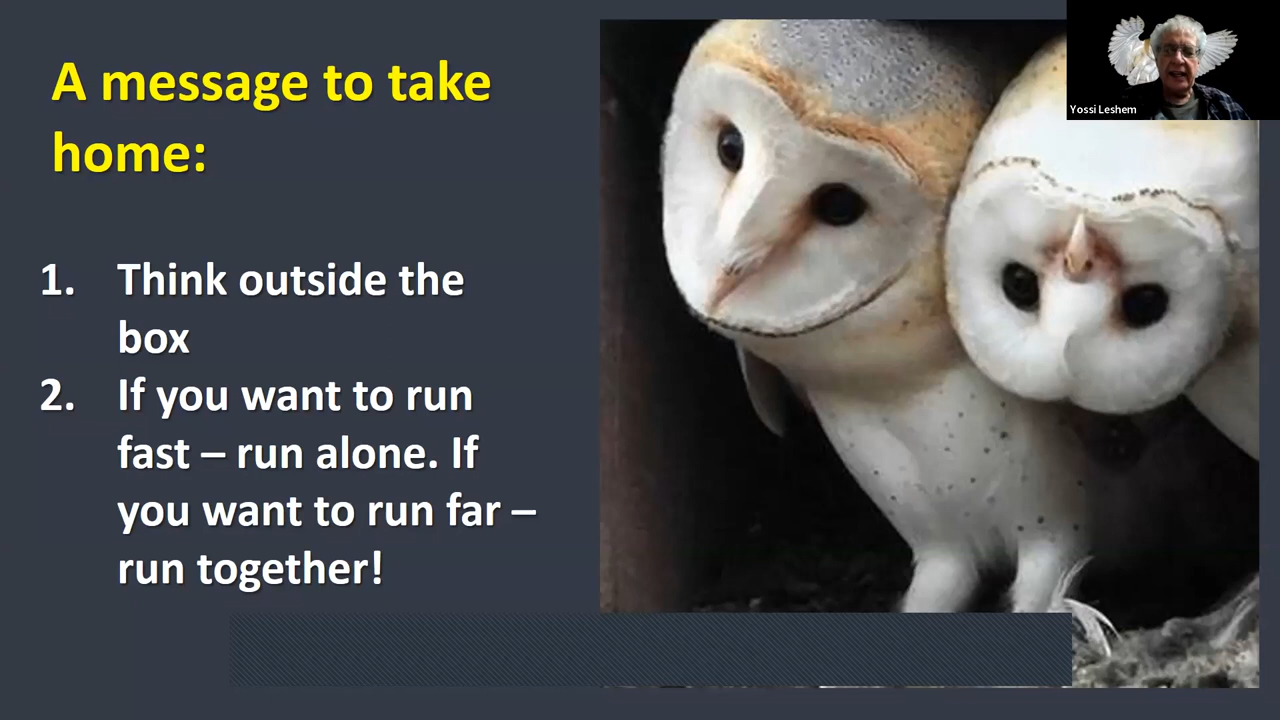 A message to take
home:
1. Think outside the
box
2. If you want to run
fast – run alone. If
you want to run far –
run together!
Yossi Leshem